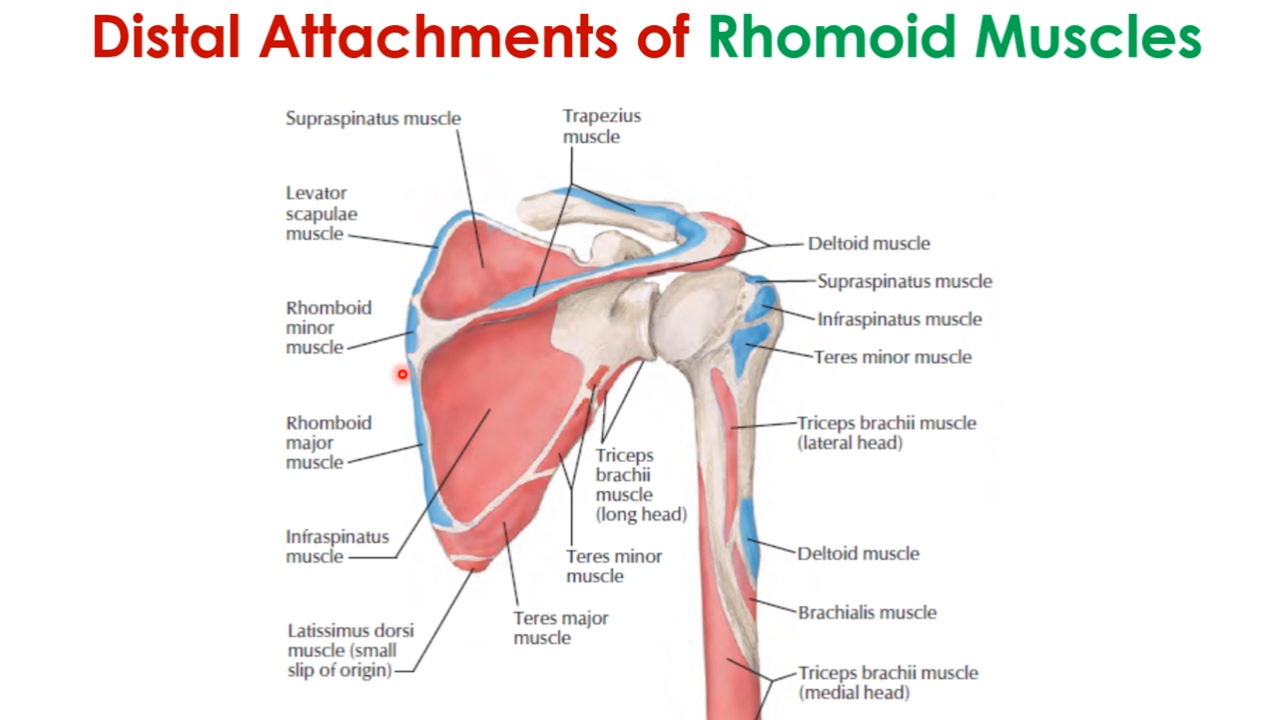 Distal Attachments of Rhomoid Muscles
Supraspinatus muscle
Trapezius
muscle
Levator
scapulae
muscle
Deltoid muscle
Supraspinatus muscle
Rhomboid
minor
muscle
Infraspinatus muscle
Teres minor muscle
Rhomboid
major
muscle
Triceps brachii muscle
(lateral head)
Triceps
brachii
muscle
(long head)
Infraspinatus
muscle
Teres minor
muscle
Deltoid muscle
Teres major
muscle
Brachialis muscle
Latissimus dorsi
muscle (small
slip of origin)
Triceps brachii muscle
(medial head)